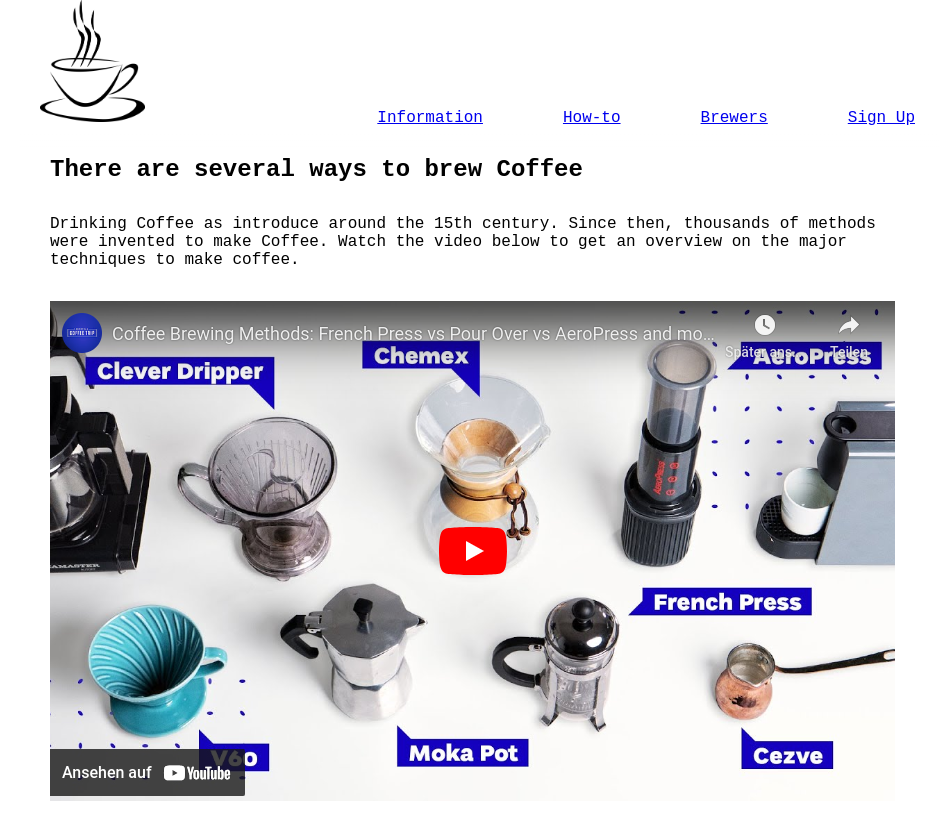 Information How-to Brewers Sign Up
There are several ways to brew Coffee
Drinking Coffee as introduce around the 15th century. Since then, thousands of methods
were invented to make Coffee. Watch the video below to get an overview on the major
techniques to make coffee.
COFFEE TRIP
Coffee Brewing Methods: French Press vs Pour Over vs AeroPress and mo...
Später ans...
Teilen
Clever Dripper
Chemex
AeroPress
AEROPRESS
French Press
V60
Moka Pot
Cezve
Ansehen auf YouTube